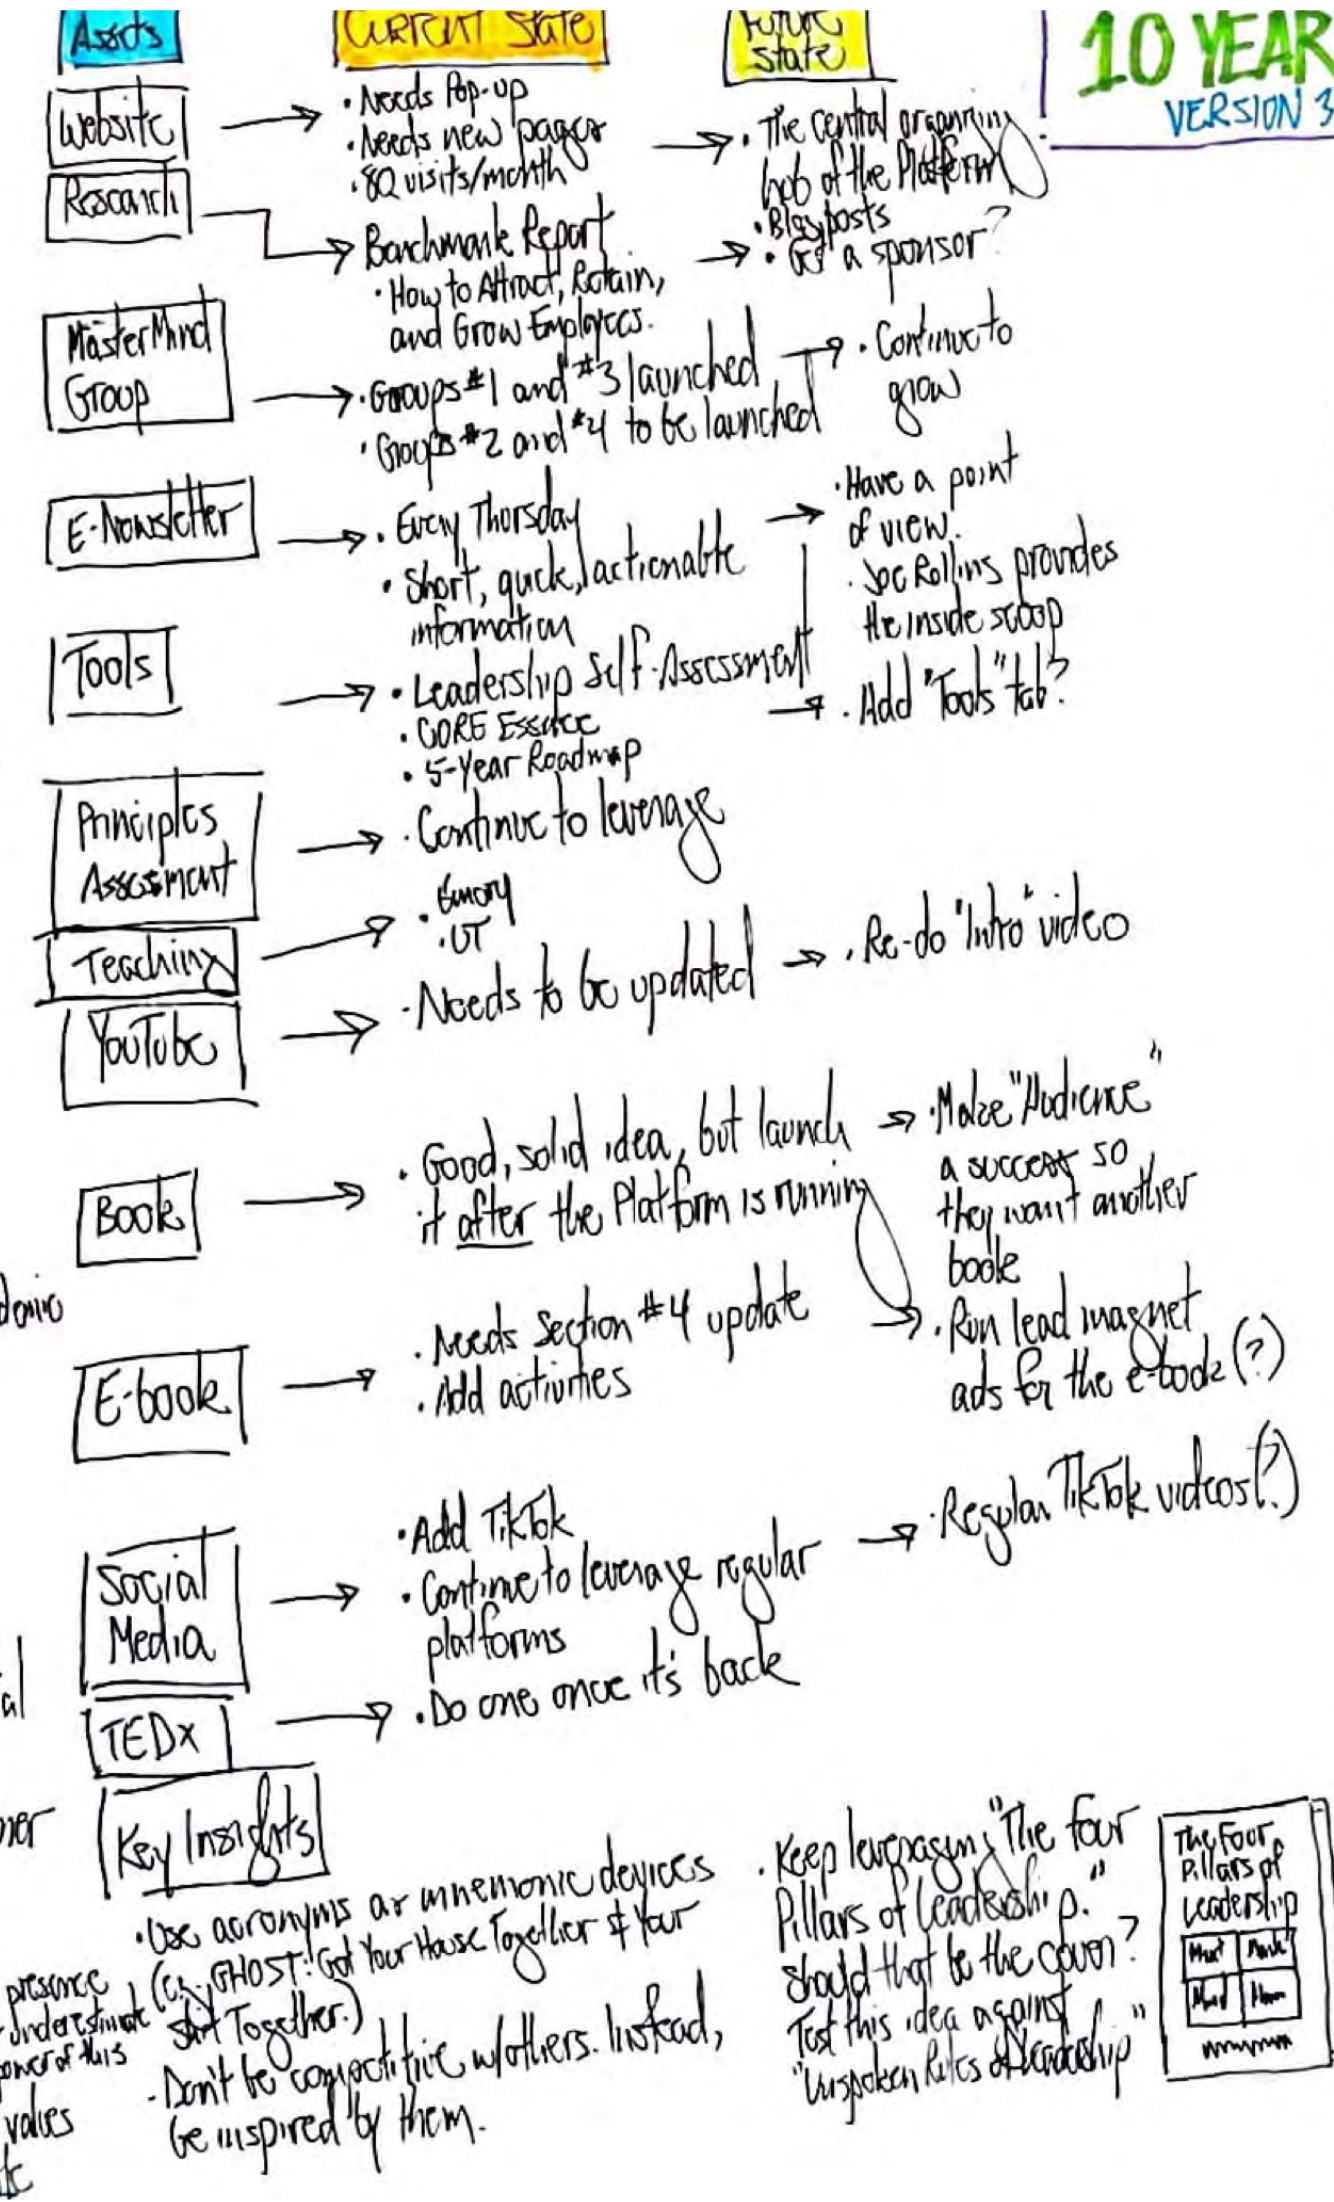 Assets
Current State
Future
State
10 YEAR
VERSION 3
Website
• Needs Pop-up
• Needs new pages
• 80 visits/month
• The central organizing
hub of the Platform
• Blog posts
Research
Benchmark Report
• How to Attract, Retain,
and Grow Employees.
• Get a sponsor?
MasterMind
Group
• Groups #1 and #3 launched
• Groups #2 and #4 to be launched
• Continue to
grow
E-Newsletter
• Every Thursday
• Short, quick, actionable
information
• Have a point
of view.
• Joe Rollins provides
the inside scoop
Tools
• Leadership Self-Assessment
• CORE Essence
• 5-Year Roadmap
• Add "Tools" tab?
Principles
Assessment
• Continue to leverage
Teaching
• Emory
• UT
YouTube
• Needs to be updated
• Re-do "Intro" video
Book
• Good, solid idea, but launch
it after the Platform is running
• Make "Audience"
a success so
they want another
book
E-book
• Needs Section #4 update
• Add activities
• Run lead magnet
ads for the e-book (?)
Social
Media
• Add TikTok
• Continue to leverage regular
platforms
• Regular TikTok videos (?)
TEDx
• Do one once it's back
Key Insights
• Use acronyms or mnemonic devices
(e.g., GHOST: Get Your House Together & Your
Shit Together.)
- Don't be competitive w/others. Instead,
be inspired by them.
• Keep leveraging "The Four
Pillars of Leadership."
Should that be the cover?
Test this idea against
"Unspoken Rules of Leadership"
The Four
Pillars of
Leadership
presence
underestimate
power of this
values